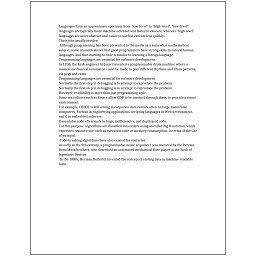 Languages form an approximate spectrum from "low-level" to "high-level"; "low-level"
languages are typically more machine-oriented and faster to execute, whereas "high-level"
languages are more abstract and easier to use but execute less quickly.
Their jobs usually involve:
Although programming has been presented in the media as a somewhat mathematical
subject, some research shows that good programmers have strong skills in natural human
languages, and that learning to code is similar to learning a foreign language.
Programming languages are essential for software development.
In 1206, the Arab engineer Al-Jazari invented a programmable drum machine where a
musical mechanical automaton could be made to play different rhythms and drum patterns,
via pegs and cams.
Programming languages are essential for software development.
Normally the first step in debugging is to attempt to reproduce the problem.
Normally the first step in debugging is to attempt to reproduce the problem.
However, readability is more than just programming style.
Some text editors such as Emacs allow GDB to be invoked through them, to provide a visual
environment.
For example, COBOL is still strong in corporate data centers often on large mainframe
computers, Fortran in engineering applications, scripting languages in Web development,
and C in embedded software.
Unreadable code often leads to bugs, inefficiencies, and duplicated code.
For this purpose, algorithms are classified into orders using so-called Big O notation, which
expresses resource use, such as execution time or memory consumption, in terms of the size
of an input.
Code-breaking algorithms have also existed for centuries.
As early as the 9th century, a programmable music sequencer was invented by the Persian
Banu Musa brothers, who described an automated mechanical flute player in the Book of
Ingenious Devices.
In the 1880s, Herman Hollerith invented the concept of storing data in machine-readable
form.